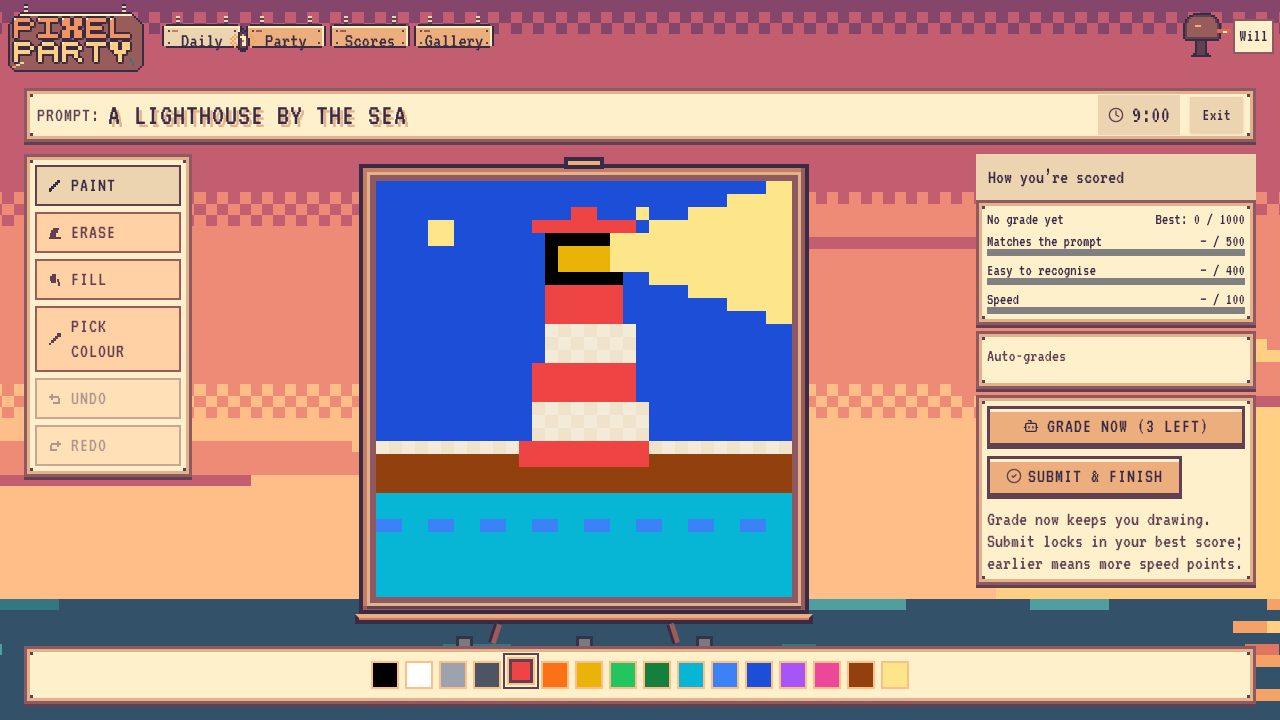 PIXEL
PARTY
Daily
Party
Scores
Gallery
Will
PROMPT: A LIGHTHOUSE BY THE SEA
9:00
Exit
PAINT
ERASE
FILL
PICK
COLOUR
UNDO
REDO
How you're scored
No grade yet Best: 0 / 1000
Matches the prompt – / 500
Easy to recognise – / 400
Speed – / 100
Auto-grades
GRADE NOW (3 LEFT)
SUBMIT & FINISH
Grade now keeps you drawing.
Submit locks in your best score;
earlier means more speed points.